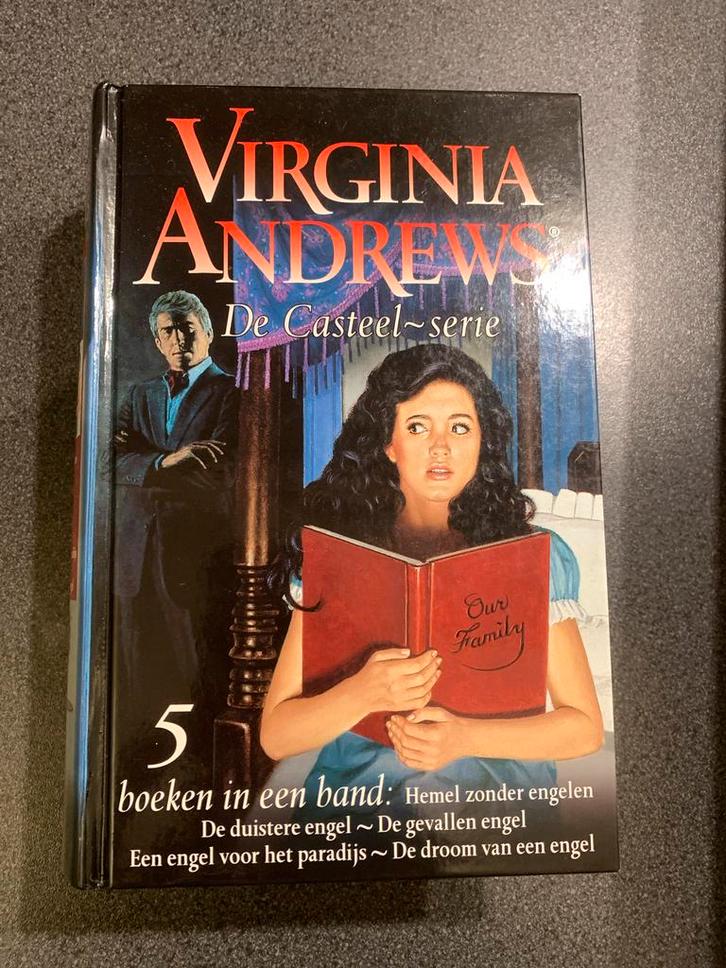 VIRGINIA
ANDREWS®
De Casteel~serie
Our
Family
5
boeken in een band: Hemel zonder engelen
De duistere engel ~ De gevallen engel
Een engel voor het paradijs ~ De droom van een engel